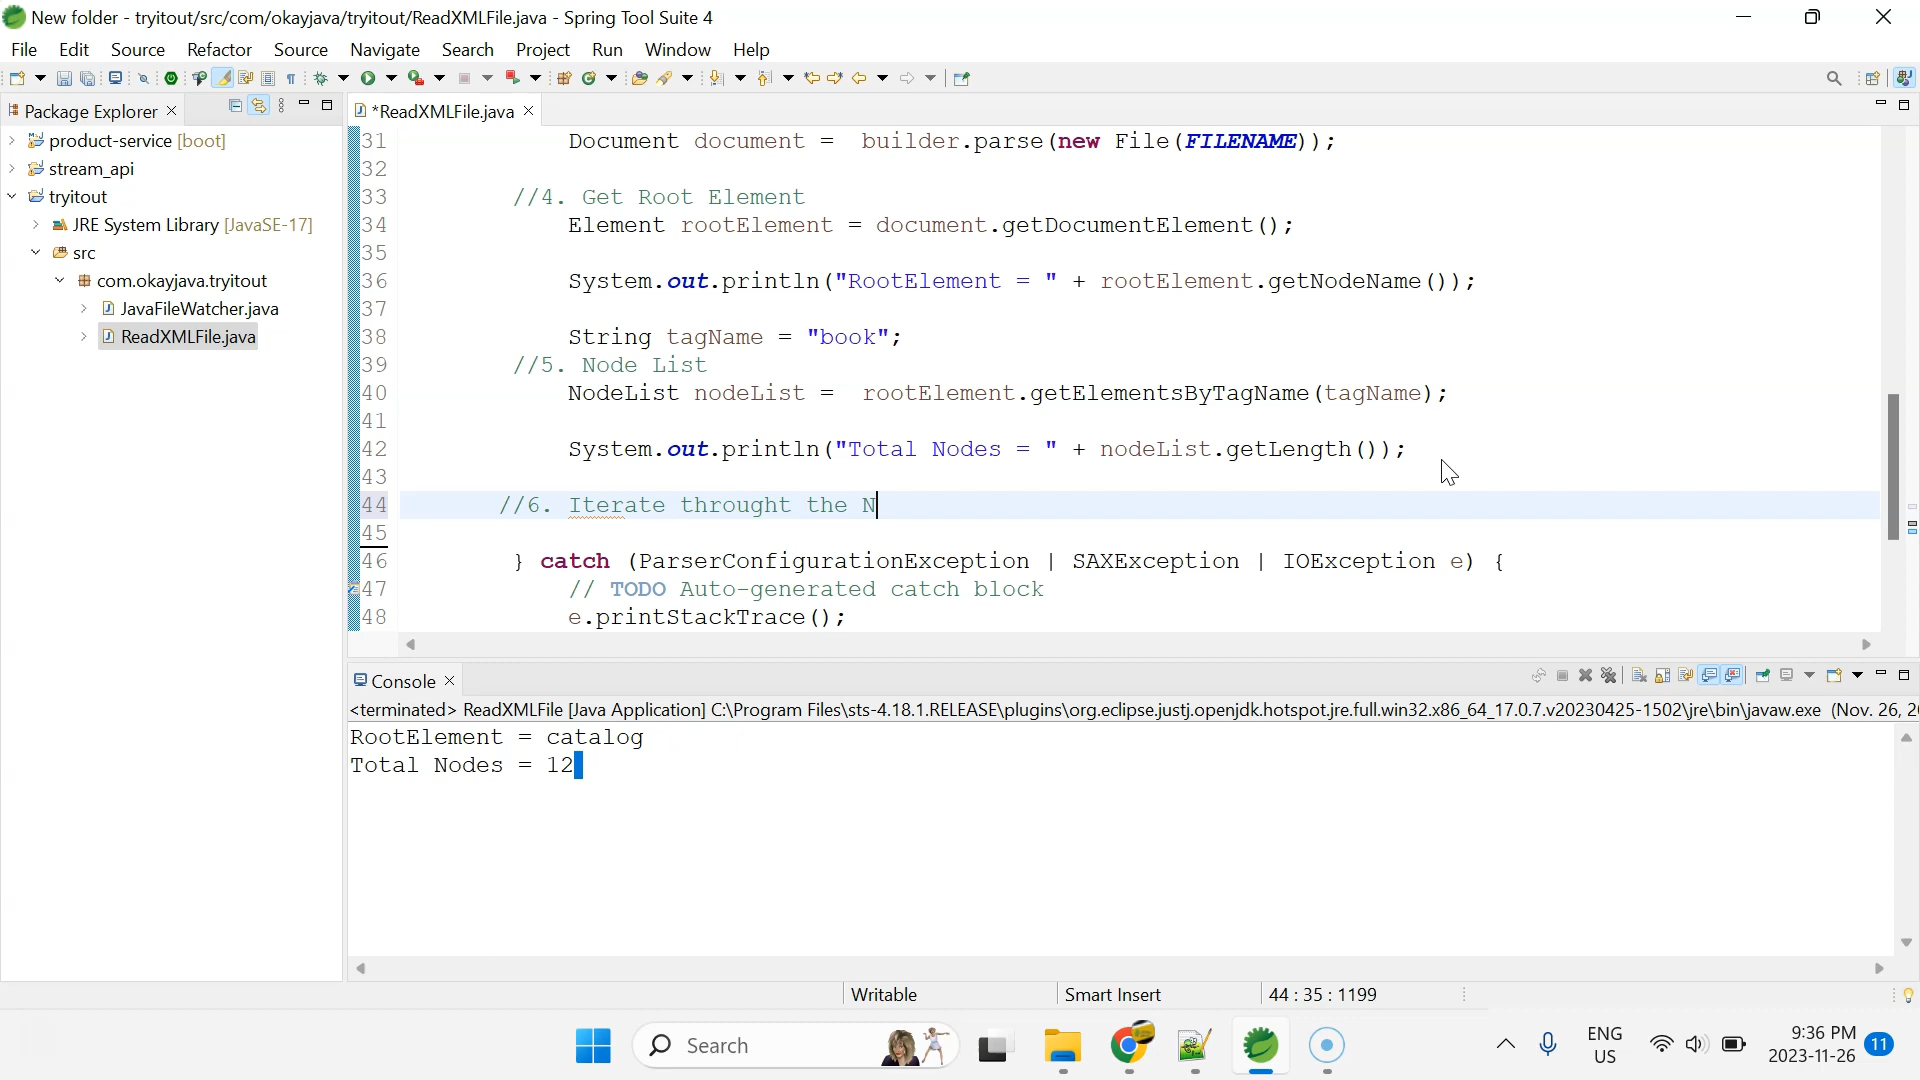 New folder - tryitout/src/com/okayjava/tryitout/ReadXMLFile.java - Spring Tool Suite 4
File Edit Source Refactor Source Navigate Search Project Run Window Help
Package Explorer
product-service [boot]
stream_api
tryitout
JRE System Library [JavaSE-17]
src
com.okayjava.tryitout
JavaFileWatcher.java
ReadXMLFile.java
*ReadXMLFile.java
31 Document document = builder.parse(new File(FILENAME));
32
33 //4. Get Root Element
34 Element rootElement = document.getDocumentElement();
35
36 System.out.println("RootElement = " + rootElement.getNodeName());
37
38 String tagName = "book";
39 //5. Node List
40 NodeList nodeList = rootElement.getElementsByTagName(tagName);
41
42 System.out.println("Total Nodes = " + nodeList.getLength());
43
44 //6. Iterate throught the N
45
46 } catch (ParserConfigurationException | SAXException | IOException e) {
47 // TODO Auto-generated catch block
48 e.printStackTrace();
Console
<terminated> ReadXMLFile [Java Application] C:\Program Files\sts-4.18.1.RELEASE\plugins\org.eclipse.justj.openjdk.hotspot.jre.full.win32.x86_64_17.0.7.v20230425-1502\jre\bin\javaw.exe (Nov. 26, 2
RootElement = catalog
Total Nodes = 12
Writable Smart Insert 44 : 35 : 1199
Search
ENG
US
9:36 PM
2023-11-26
11